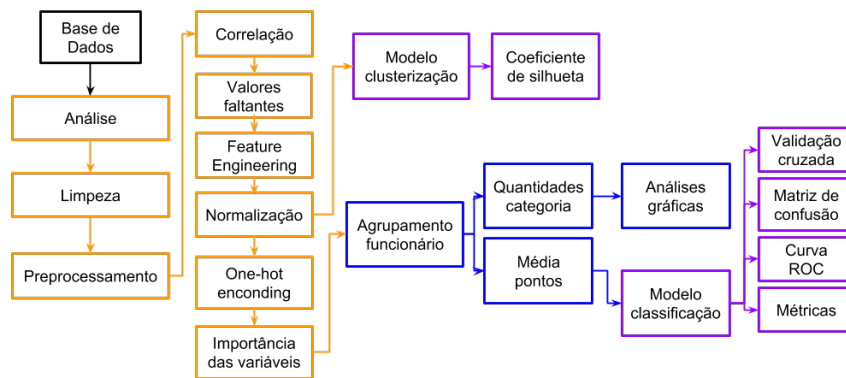 Base de
Dados
Análise
Limpeza
Preprocessamento
Correlação
Valores
faltantes
Feature
Engineering
Normalização
One-hot
enconding
Importância
das variáveis
Modelo
clusterização
Coeficiente
de silhueta
Agrupamento
funcionário
Quantidades
categoria
Análises
gráficas
Média
pontos
Modelo
classificação
Validação
cruzada
Matriz de
confusão
Curva
ROC
Métricas